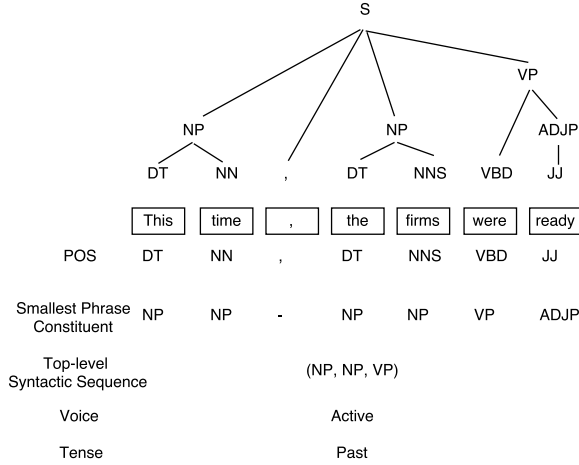 S
VP
NP NP ADJP
DT NN , DT NNS VBD JJ
This time , the firms were ready
POS DT NN , DT NNS VBD JJ
Smallest Phrase
Constituent NP NP - NP NP VP ADJP
Top-level
Syntactic Sequence (NP, NP, VP)
Voice Active
Tense Past